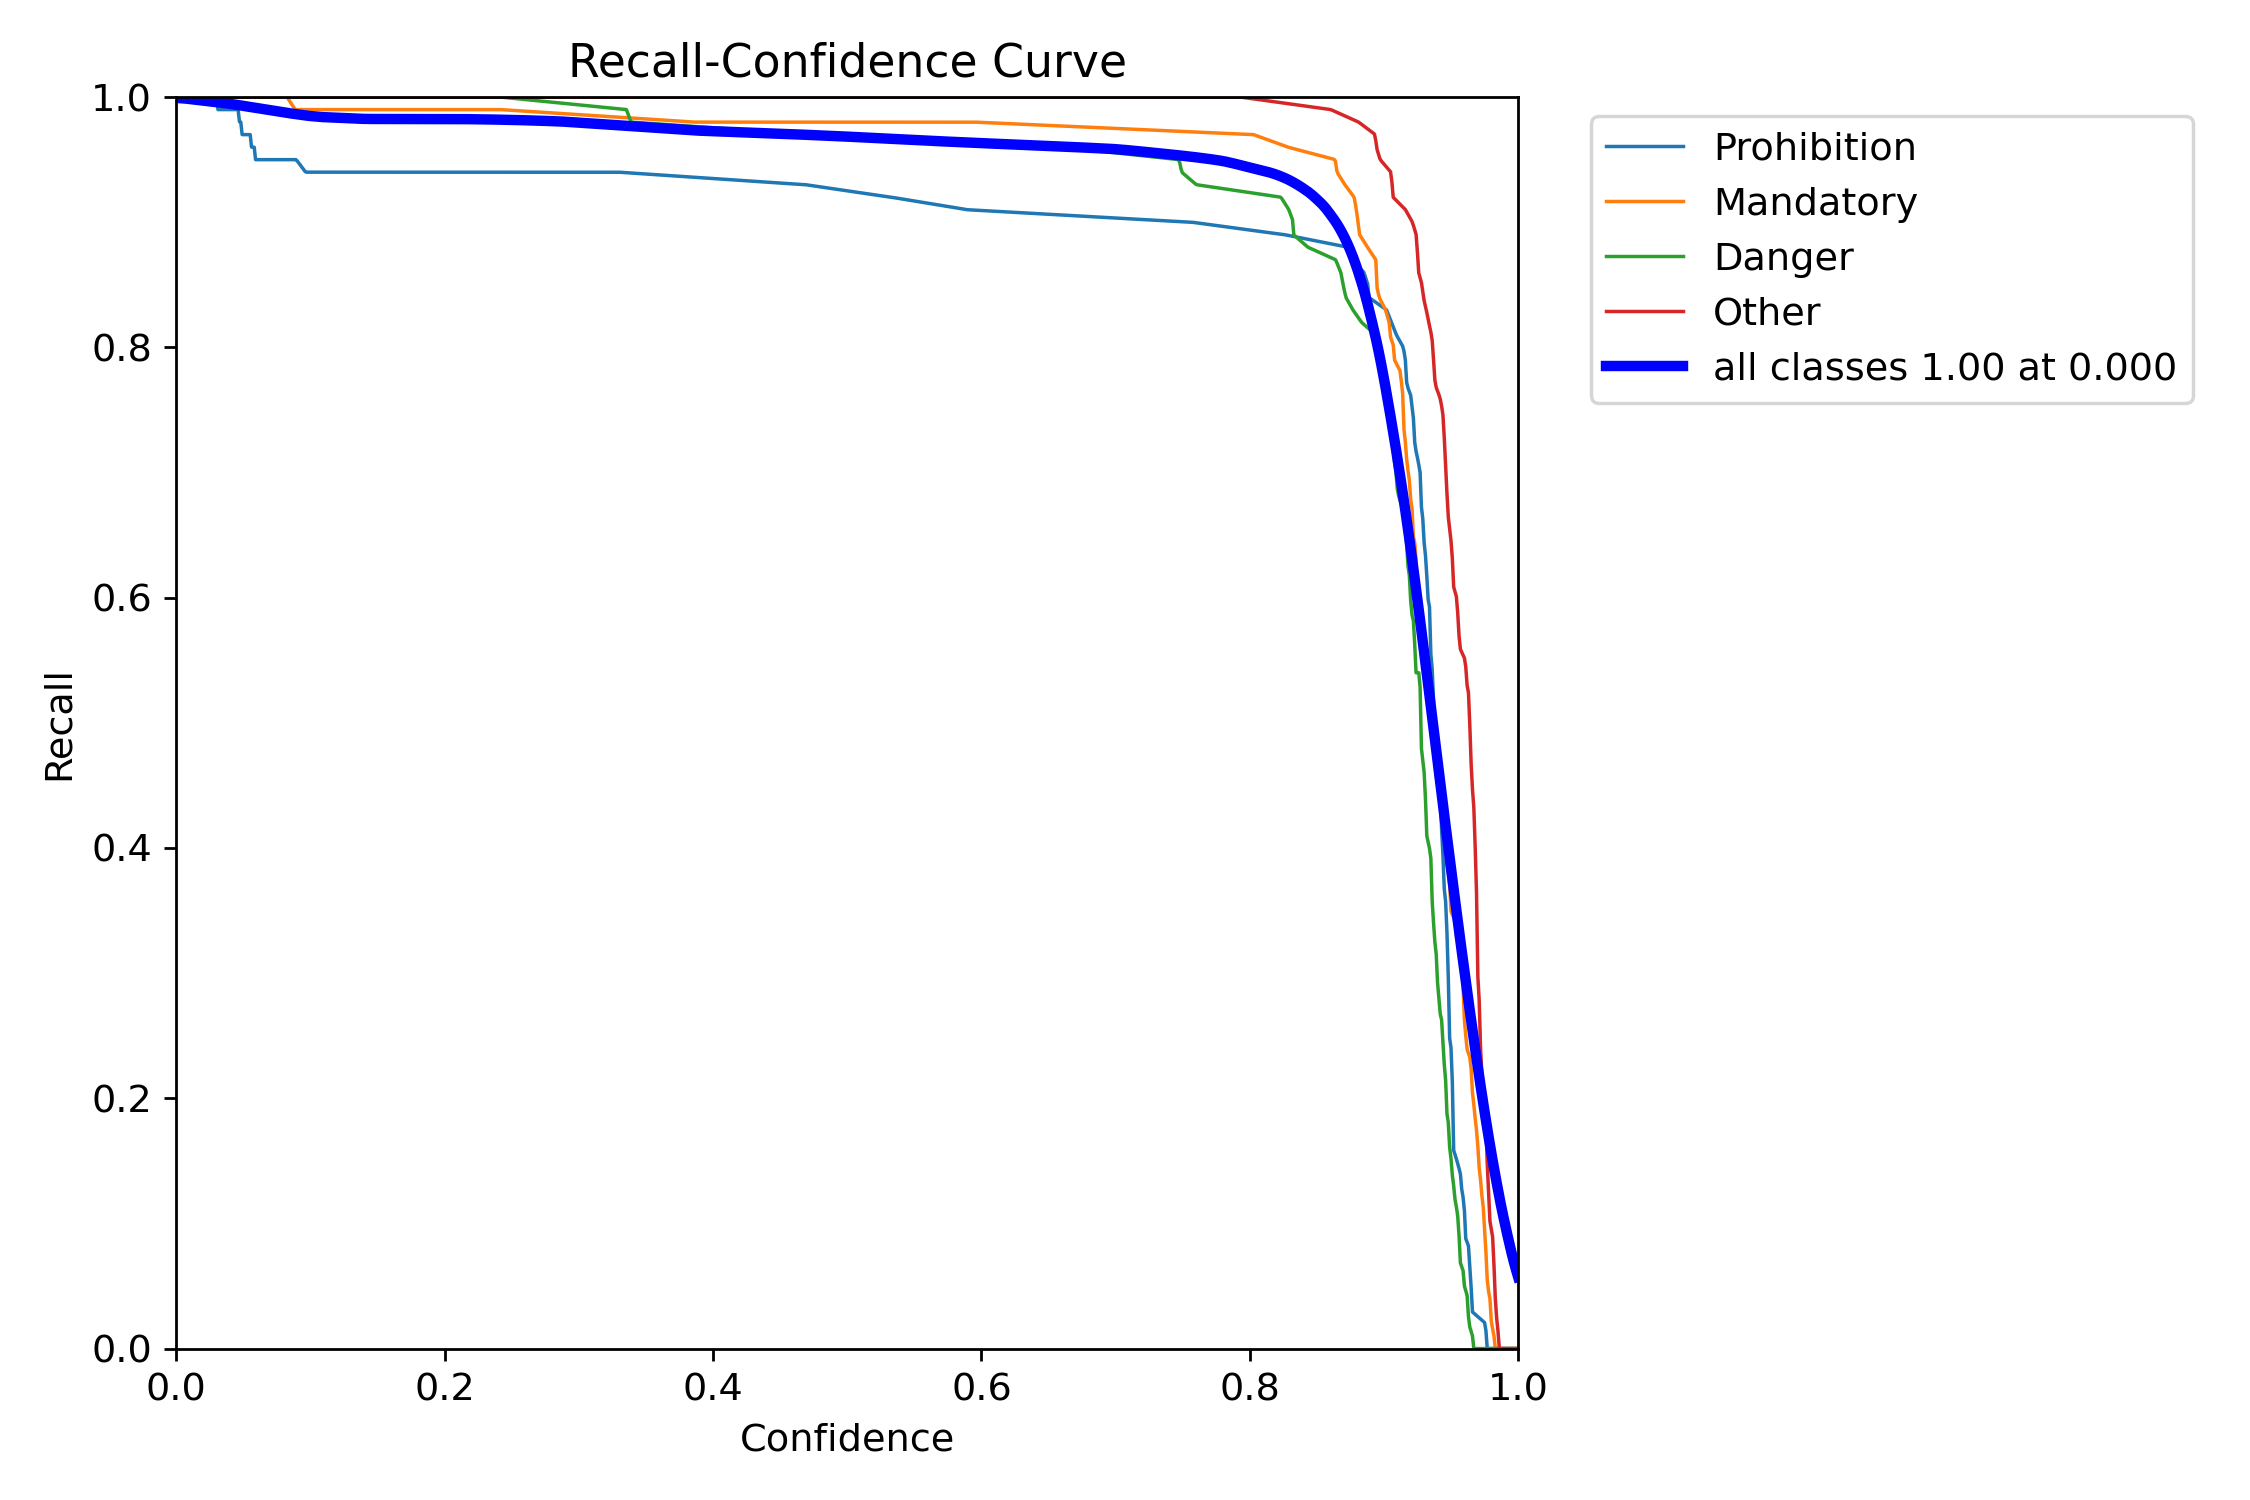 Recall-Confidence Curve
1.0
0.8
0.6
0.4
0.2
0.0
Recall
0.0 0.2 0.4 0.6 0.8 1.0
Confidence
Prohibition
Mandatory
Danger
Other
all classes 1.00 at 0.000